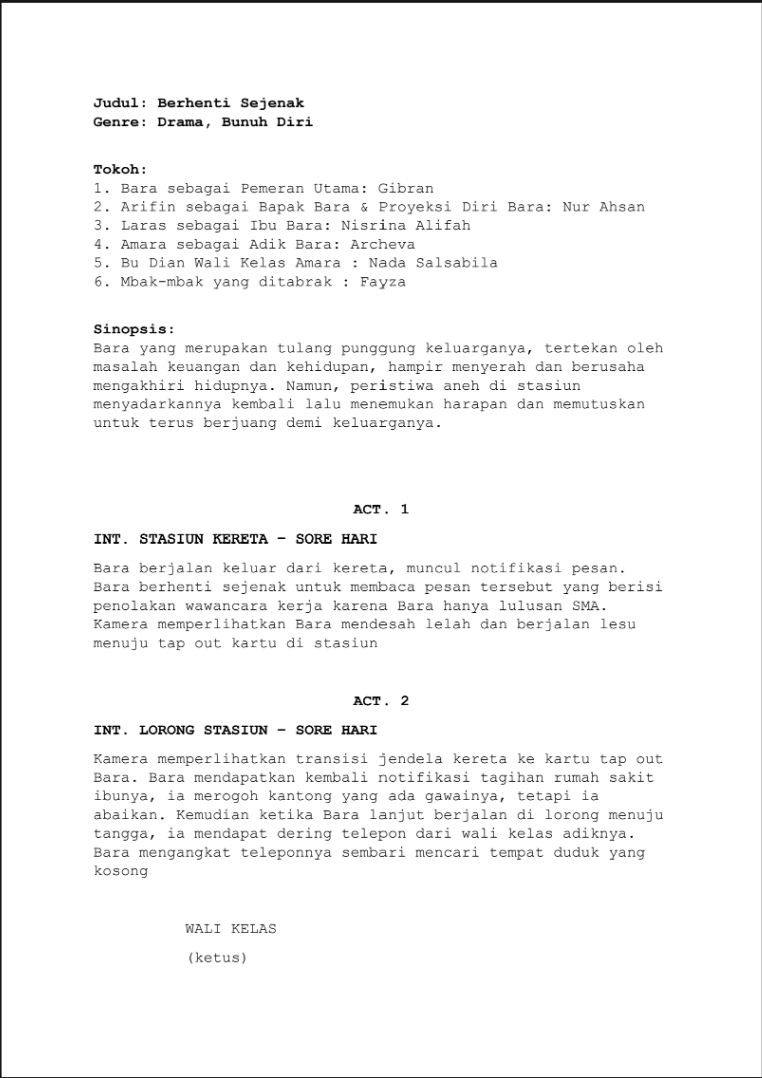 Judul: Berhenti Sejenak
Genre: Drama, Bunuh Diri
Tokoh:
1. Bara sebagai Pemeran Utama: Gibran
2. Arifin sebagai Bapak Bara & Proyeksi Diri Bara: Nur Ahsan
3. Laras sebagai Ibu Bara: Nisrina Alifah
4. Amara sebagai Adik Bara: Archeva
5. Bu Dian Wali Kelas Amara : Nada Salsabila
6. Mbak-mbak yang ditabrak : Fayza
Sinopsis:
Bara yang merupakan tulang punggung keluarganya, tertekan oleh
masalah keuangan dan kehidupan, hampir menyerah dan berusaha
mengakhiri hidupnya. Namun, peristiwa aneh di stasiun
menyadarkannya kembali lalu menemukan harapan dan memutuskan
untuk terus berjuang demi keluarganya.
ACT. 1
INT. STASIUN KERETA – SORE HARI
Bara berjalan keluar dari kereta, muncul notifikasi pesan.
Bara berhenti sejenak untuk membaca pesan tersebut yang berisi
penolakan wawancara kerja karena Bara hanya lulusan SMA.
Kamera memperlihatkan Bara mendesah lelah dan berjalan lesu
menuju tap out kartu di stasiun
ACT. 2
INT. LORONG STASIUN – SORE HARI
Kamera memperlihatkan transisi jendela kereta ke kartu tap out
Bara. Bara mendapatkan kembali notifikasi tagihan rumah sakit
ibunya, ia merogoh kantong yang ada gawainya, tetapi ia
abaikan. Kemudian ketika Bara lanjut berjalan di lorong menuju
tangga, ia mendapat dering telepon dari wali kelas adiknya.
Bara mengangkat teleponnya sembari mencari tempat duduk yang
kosong
WALI KELAS
(ketus)